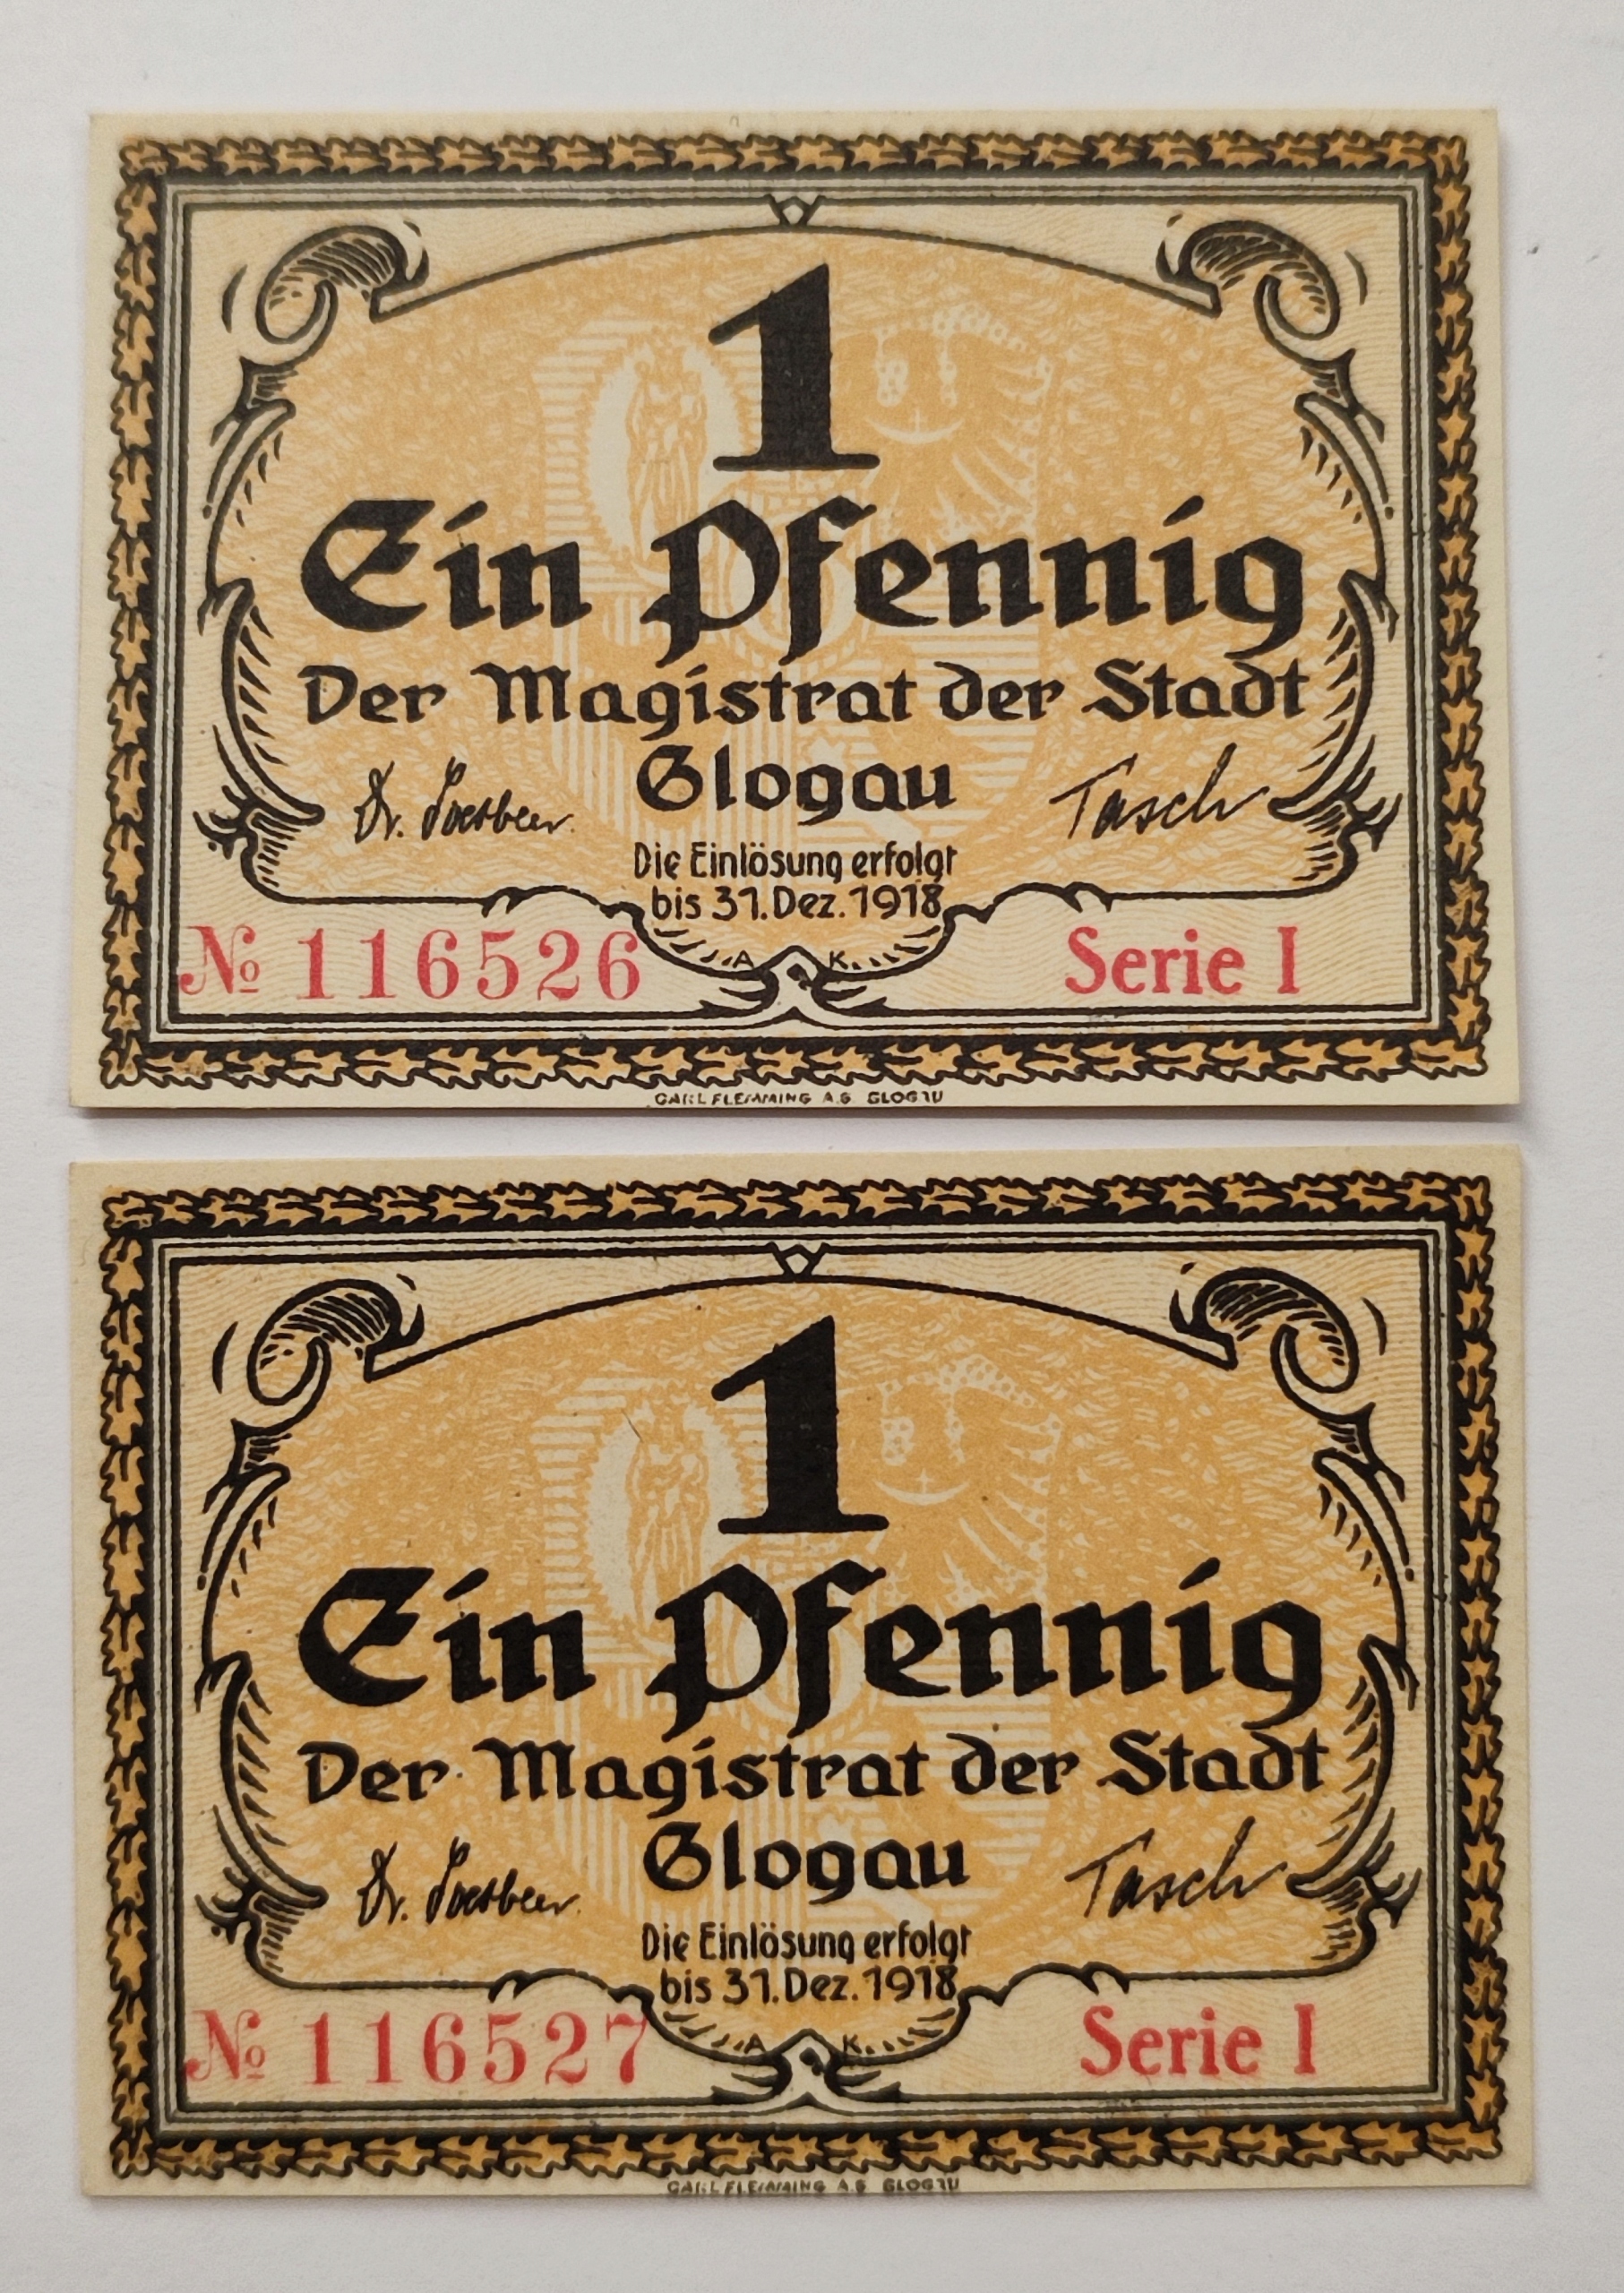 1
Ein Pfennig
Der Magistrat der Stadt
Glogau
Dr. Soetbeer. Tasch
Die Einlösung erfolgt
bis 31. Dez. 1918
A K.
№ 116526 Serie I
CARL FLEMMING A.G. GLOGAU
1
Ein Pfennig
Der Magistrat der Stadt
Glogau
Dr. Soetbeer. Tasch
Die Einlösung erfolgt
bis 31. Dez. 1918
A K.
№ 116527 Serie I
CARL FLEMMING A.G. GLOGAU